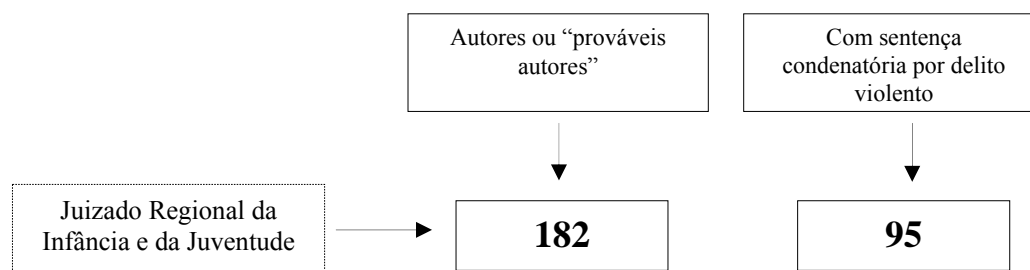 Autores ou “prováveis
autores”
Com sentença
condenatória por delito
violento
Juizado Regional da
Infância e da Juventude
182
95